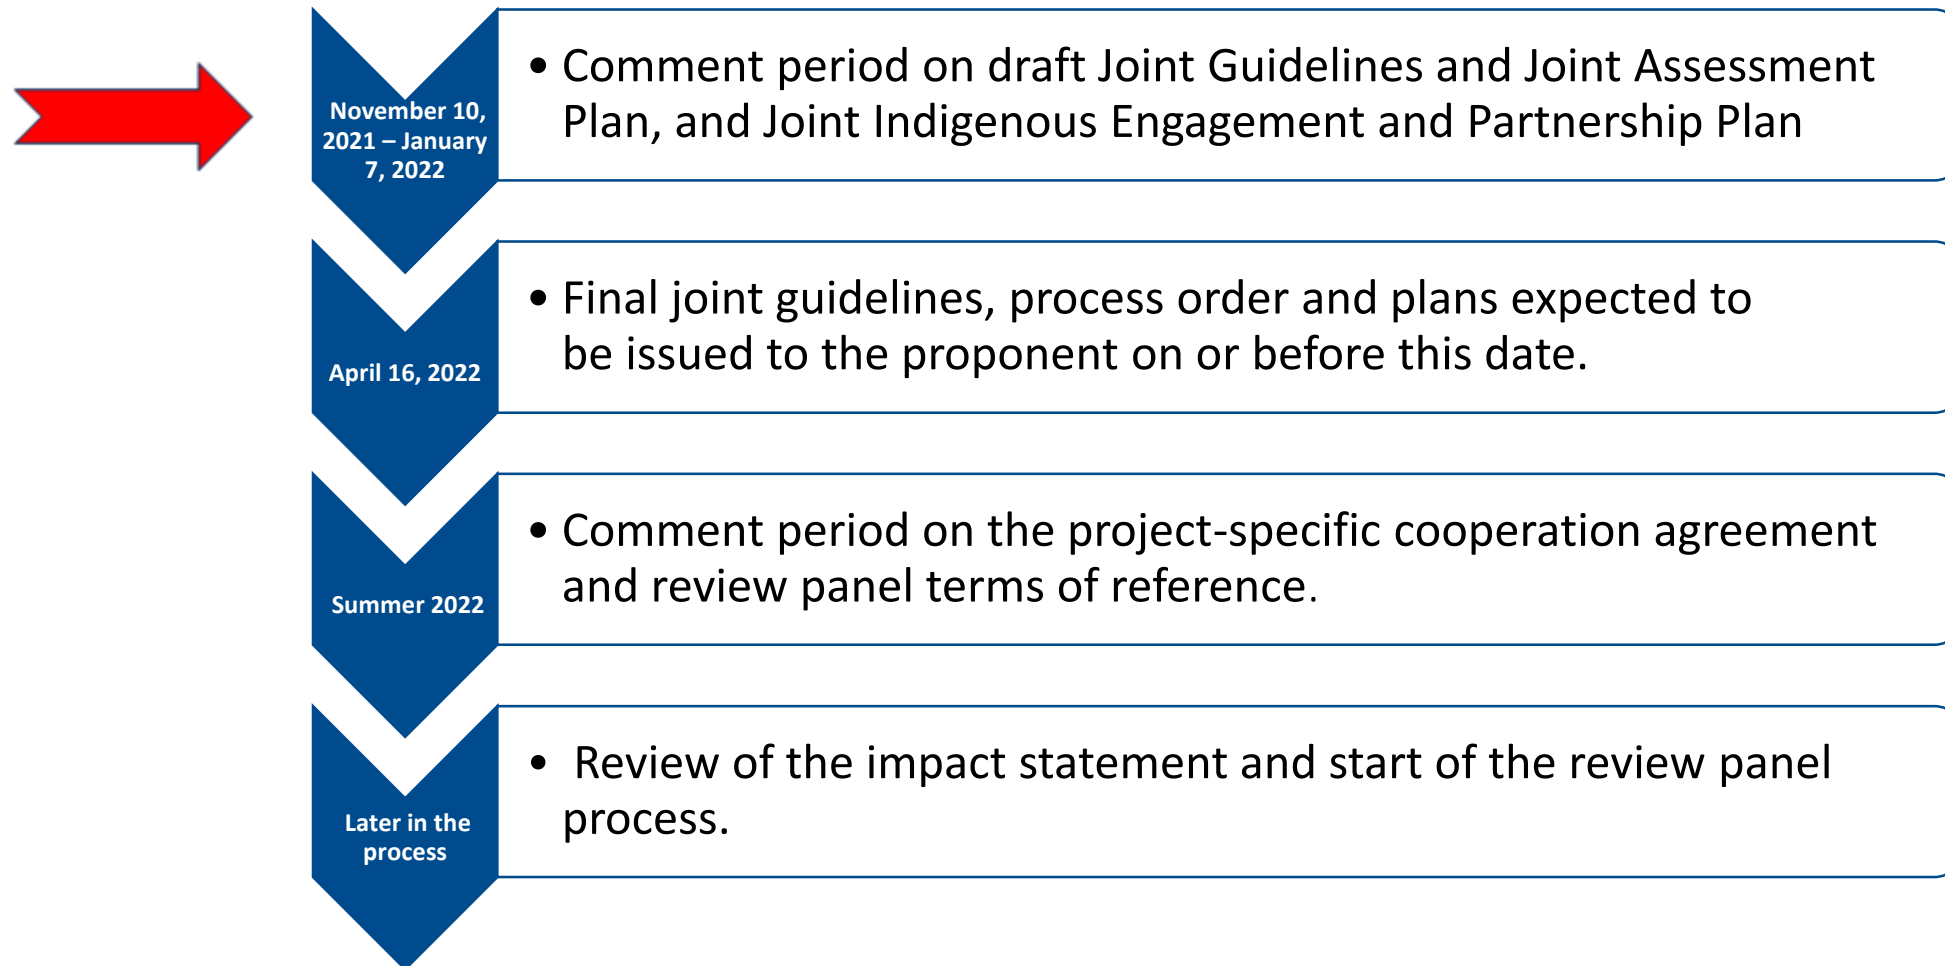 November 10,
2021 – January
7, 2022
• Comment period on draft Joint Guidelines and Joint Assessment
Plan, and Joint Indigenous Engagement and Partnership Plan
April 16, 2022
• Final joint guidelines, process order and plans expected to
be issued to the proponent on or before this date.
Summer 2022
• Comment period on the project-specific cooperation agreement
and review panel terms of reference.
Later in the
process
• Review of the impact statement and start of the review panel
process.